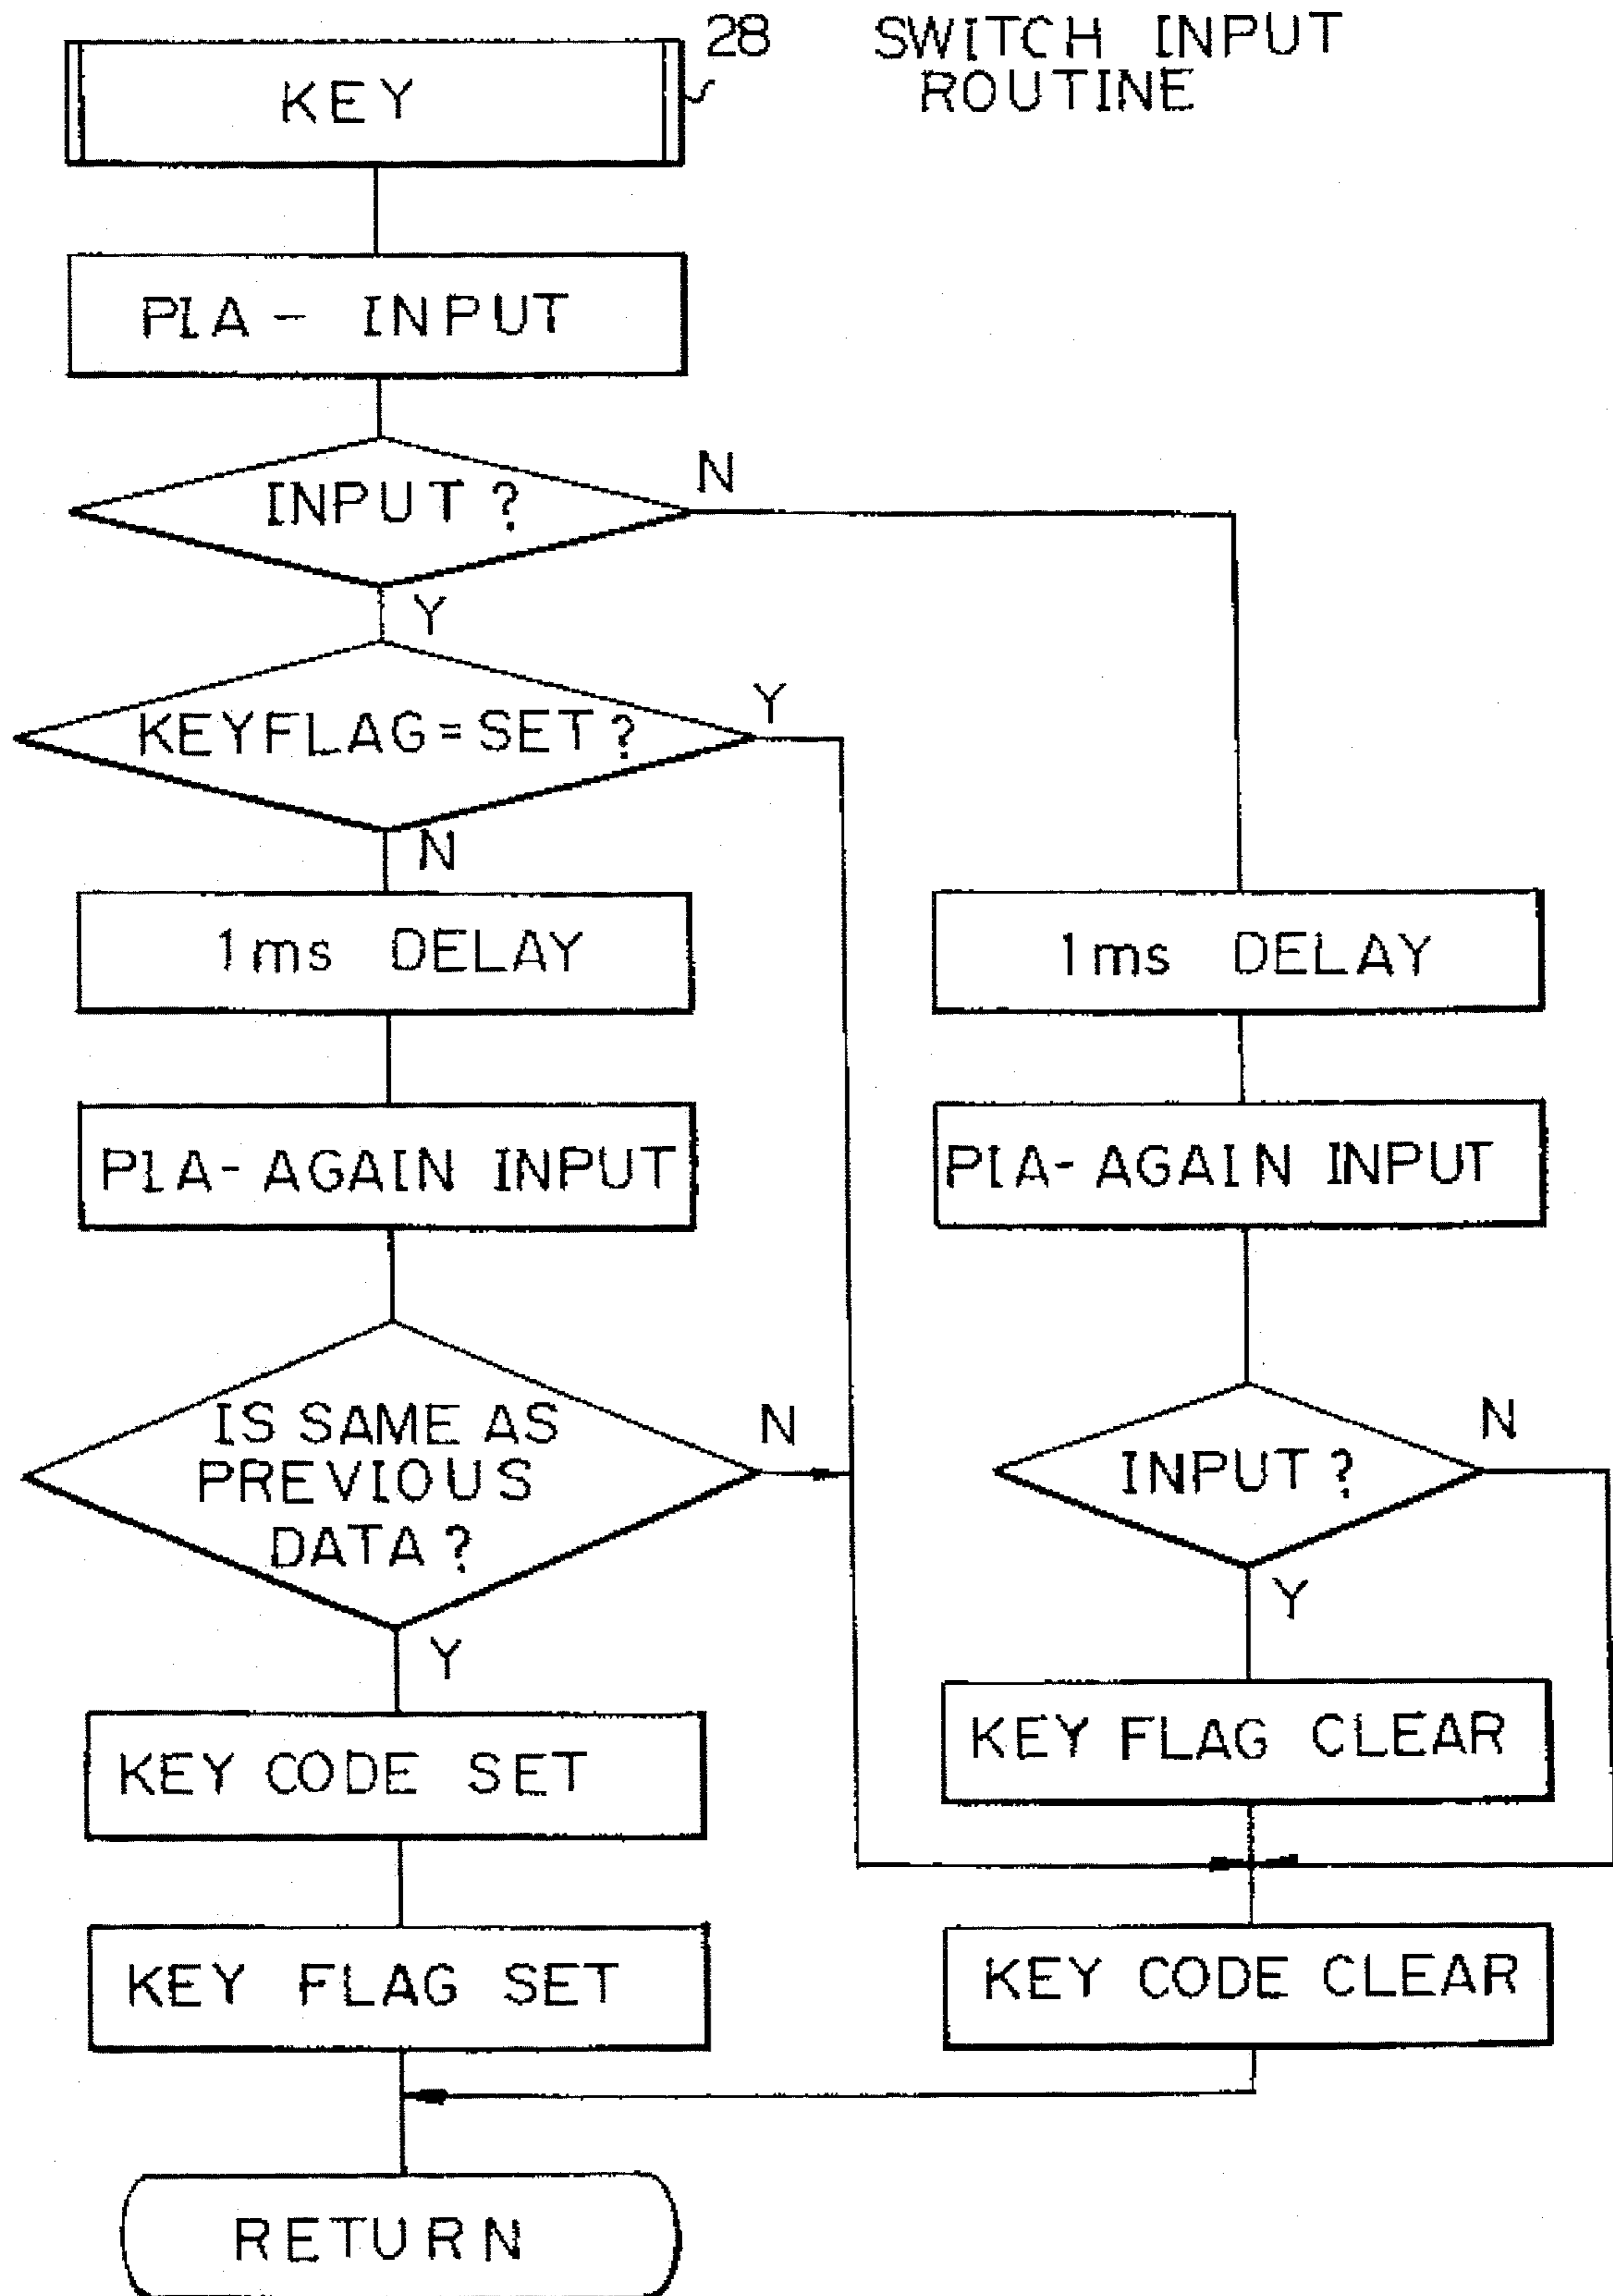 28
SWITCH INPUT
ROUTINE
KEY
PIA - INPUT
INPUT ?
N
Y
KEYFLAG = SET ?
Y
N
1ms DELAY
1ms DELAY
PIA- AGAIN INPUT
PIA- AGAIN INPUT
IS SAME AS
PREVIOUS
DATA ?
N
Y
INPUT ?
N
Y
KEY CODE SET
KEY FLAG CLEAR
KEY FLAG SET
KEY CODE CLEAR
RETURN